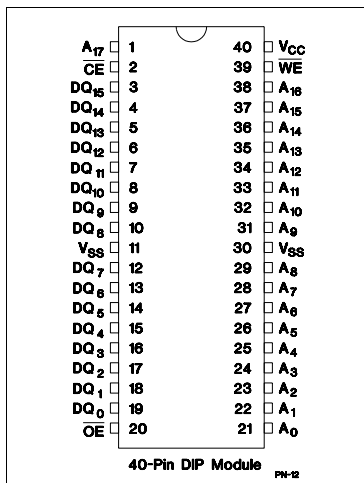 A17 1 40 VCC
CE 2 39 WE
DQ15 3 38 A16
DQ14 4 37 A15
DQ13 5 36 A14
DQ12 6 35 A13
DQ11 7 34 A12
DQ10 8 33 A11
DQ9 9 32 A10
DQ8 10 31 A9
VSS 11 30 VSS
DQ7 12 29 A8
DQ6 13 28 A7
DQ5 14 27 A6
DQ4 15 26 A5
DQ3 16 25 A4
DQ2 17 24 A3
DQ1 18 23 A2
DQ0 19 22 A1
OE 20 21 A0
40-Pin DIP Module
PN-12